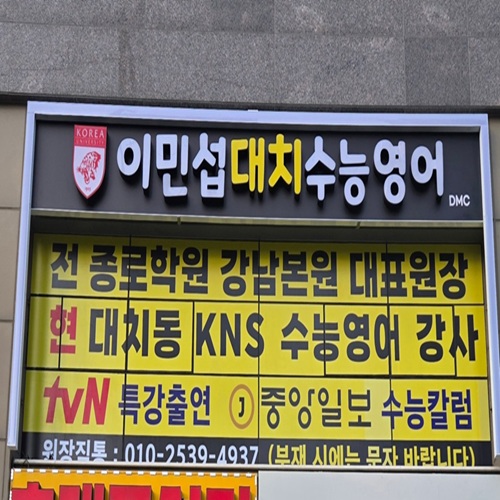 KOREA
UNIVERSITY
이민섭대치수능영어
DMC
전 종로학원 강남본원 대표원장
현 대치동 KNS 수능영어 강사
tvN 특강출연 J 중앙일보 수능칼럼
원장직통 : 010-2539-4937 (부재 시에는 문자 바랍니다)